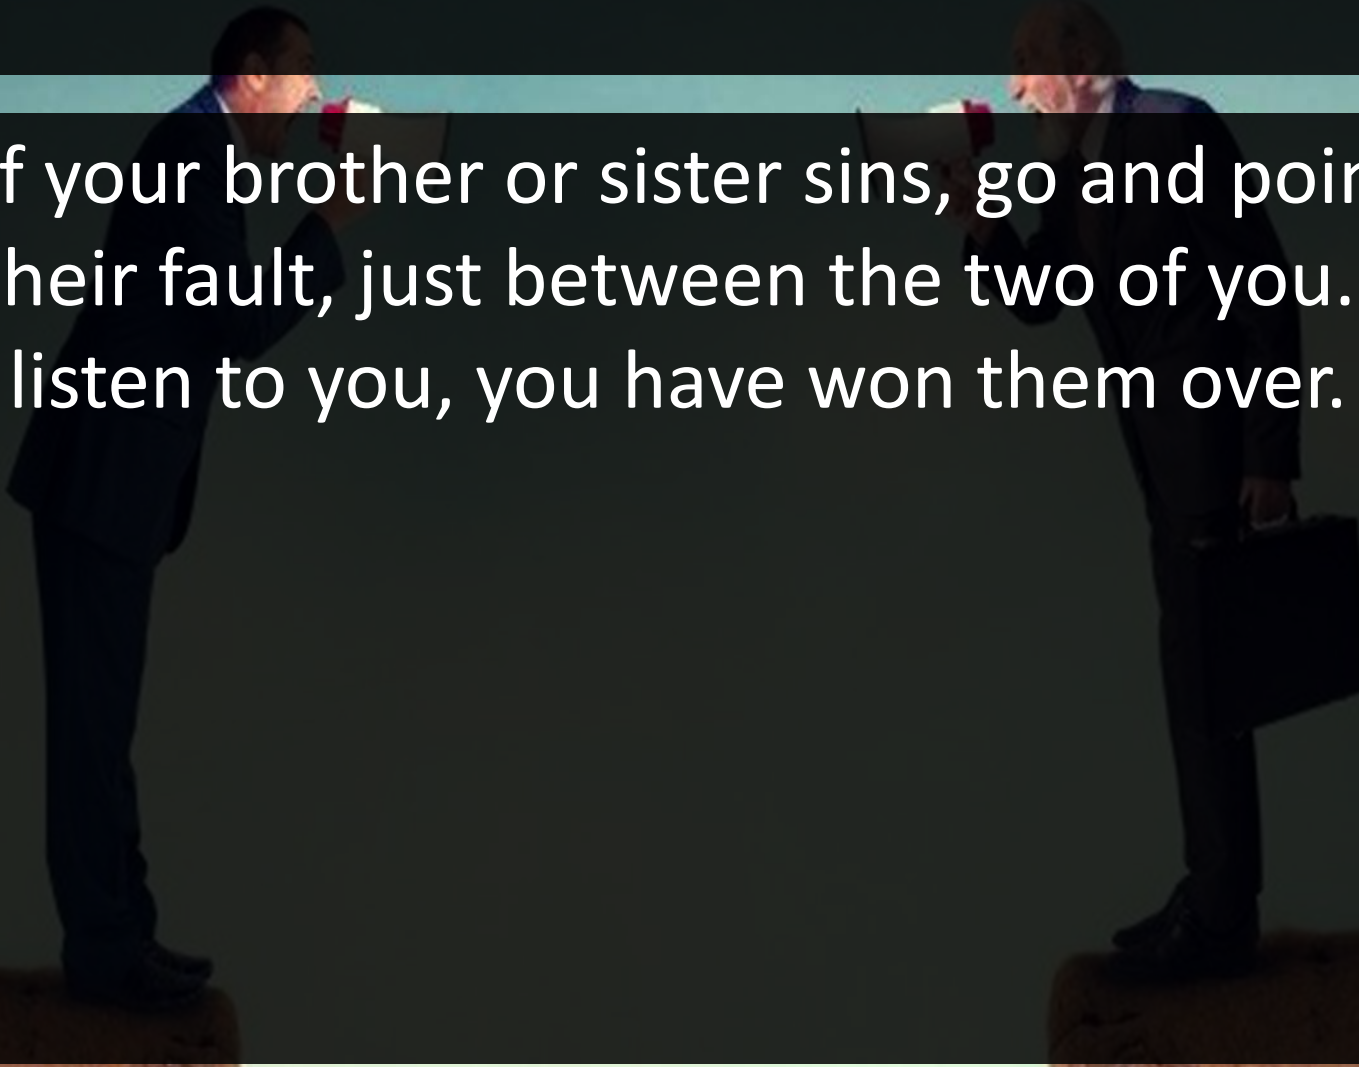 f your brother or sister sins, go and poin
heir fault, just between the two of you.
listen to you, you have won them over.